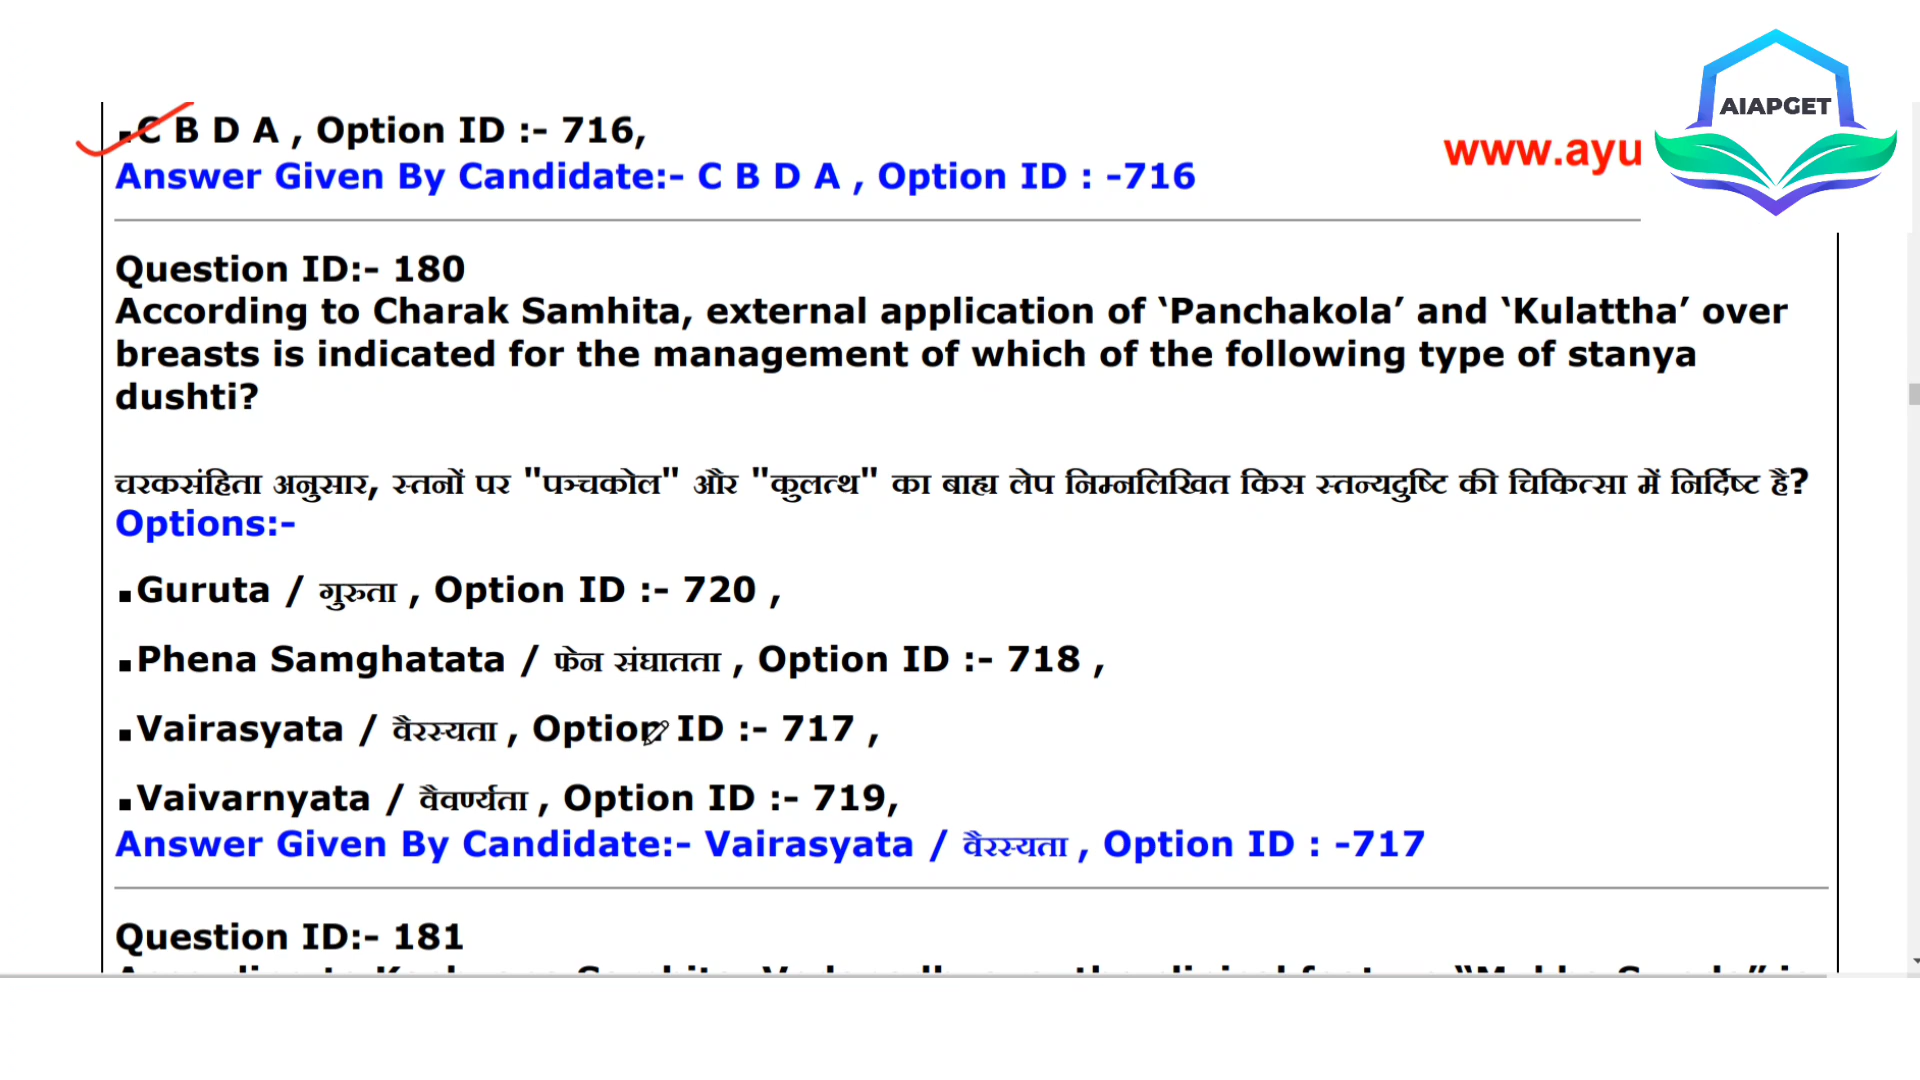 ▪C B D A , Option ID :- 716,
Answer Given By Candidate:- C B D A , Option ID : -716
www.ayu
AIAPGET
Question ID:- 180
According to Charak Samhita, external application of ‘Panchakola’ and ‘Kulattha’ over
breasts is indicated for the management of which of the following type of stanya
dushti?
चरकसंहिता अनुसार, स्तनों पर "पञ्चकोल" और "कुलत्थ" का बाह्य लेप निम्नलिखित किस स्तन्यदुष्टि की चिकित्सा में निर्दिष्ट है?
Options:-
▪Guruta / गुरुता , Option ID :- 720 ,
▪Phena Samghatata / फेन संघातता , Option ID :- 718 ,
▪Vairasyata / वैरस्यता , Option ID :- 717 ,
▪Vaivarnyata / वैवर्ण्यता , Option ID :- 719,
Answer Given By Candidate:- Vairasyata / वैरस्यता , Option ID : -717
Question ID:- 181